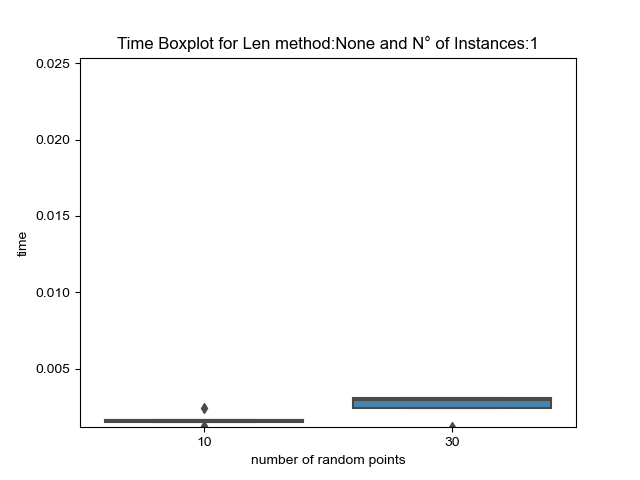 Time Boxplot for Len method:None and N° of Instances:1
0.025
0.020
0.015
0.010
0.005
time
10
30
number of random points